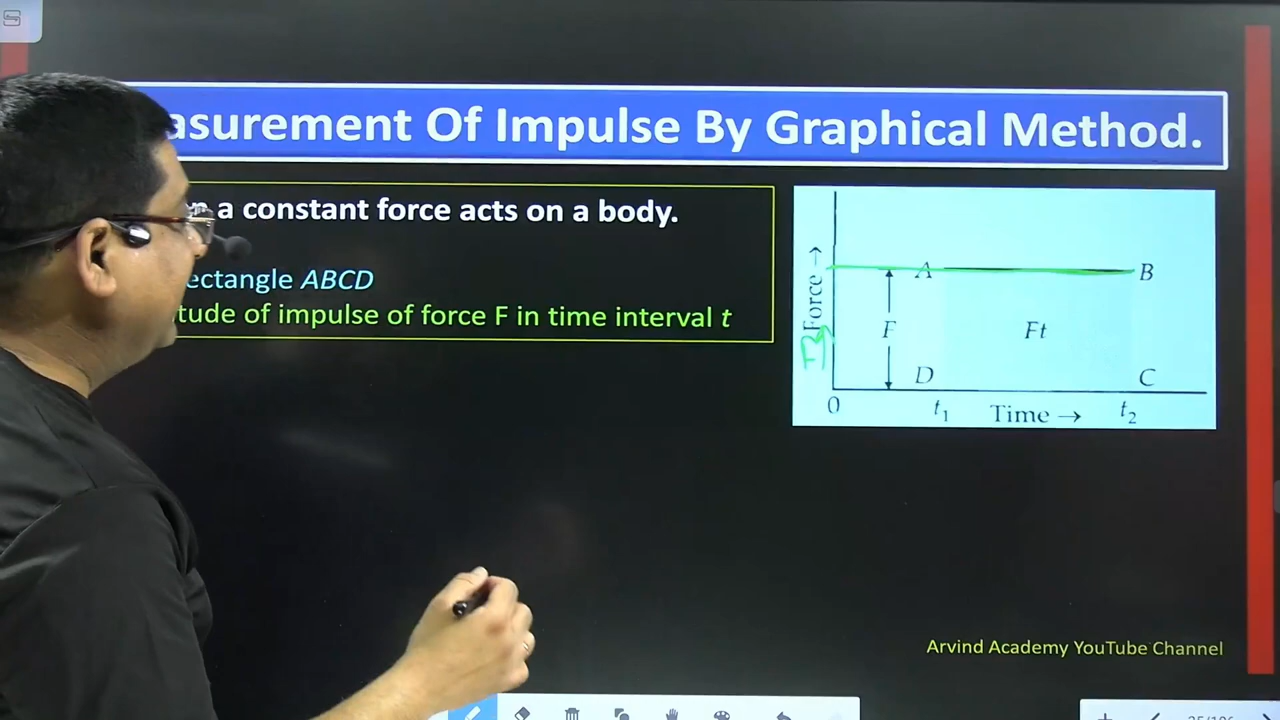 asurement Of Impulse By Graphical Method.
a constant force acts on a body.
ectangle ABCD
tude of impulse of force F in time interval t
Force →
A
B
F
Ft
D
C
0
t₁
Time →
t₂
Arvind Academy YouTube Channel